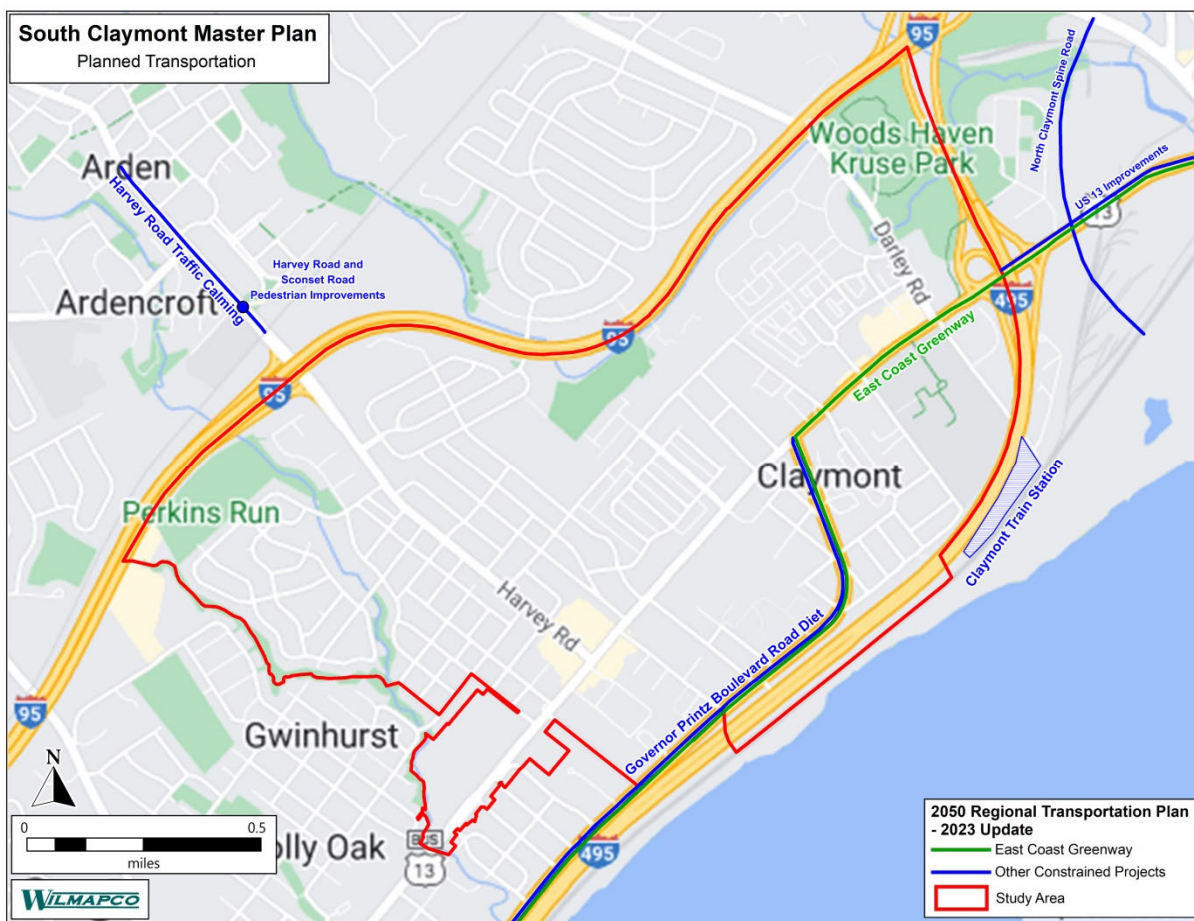 South Claymont Master Plan
Planned Transportation
95
North Claymont Spine Road
Woods Haven
Kruse Park
Arden
Harvey Road Traffic Calming
US 13 Improvements
13
Darley Rd
Harvey Road and
Sconset Road
Pedestrian Improvements
Ardencroft
495
East Coast Greenway
95
95
Claymont
Perkins Run
Claymont Train Station
Harvey Rd
Governor Printz Boulevard Road Diet
95
Gwinhurst
N
0 0.5
miles
olly Oak
BUS
13
495
WILMAPCO
2050 Regional Transportation Plan
- 2023 Update
East Coast Greenway
Other Constrained Projects
Study Area